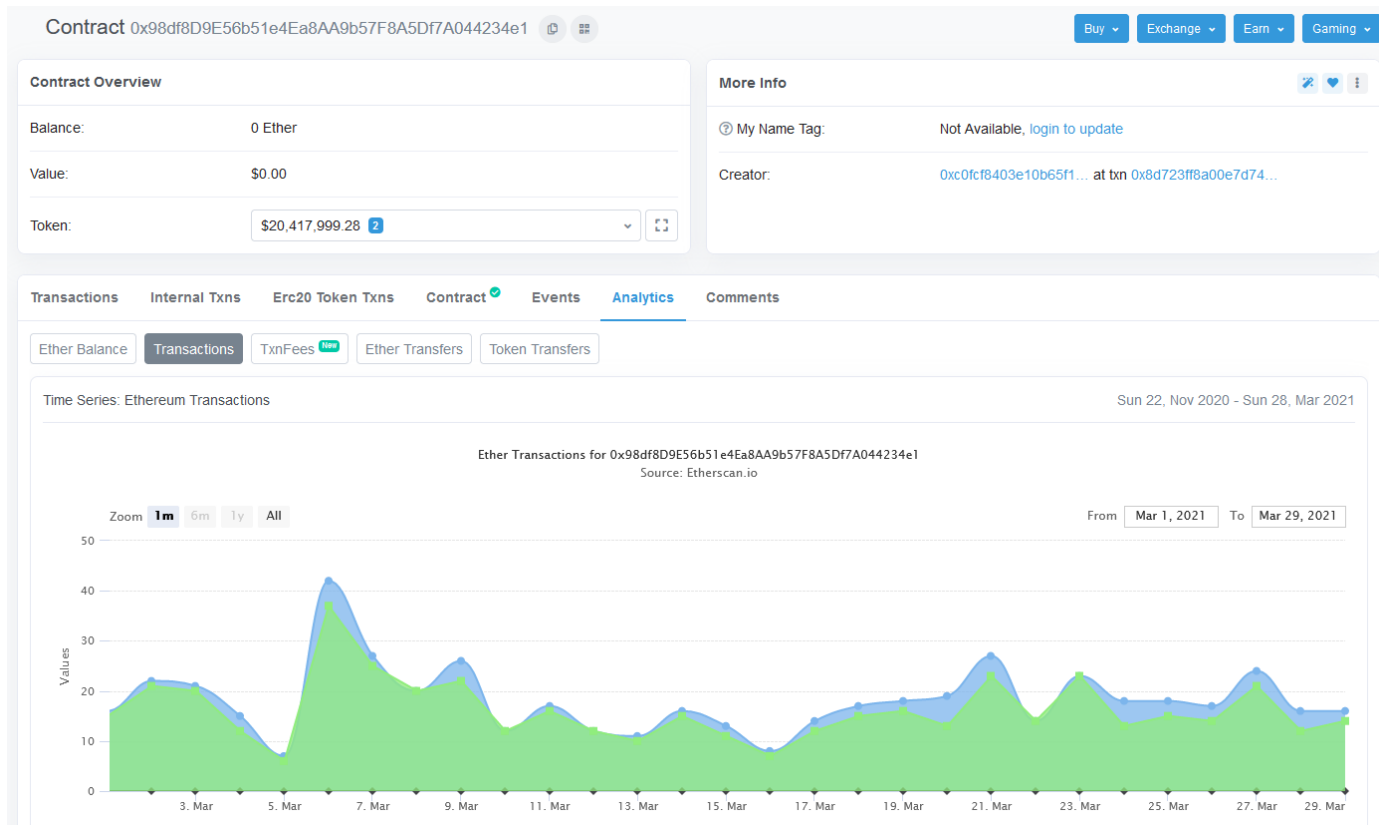 Contract 0x98df8D9E56b51e4Ea8AA9b57F8A5Df7A044234e1
Buy Exchange Earn Gaming
Contract Overview
Balance: 0 Ether
Value: $0.00
Token: $20,417,999.28 2
More Info
My Name Tag: Not Available, login to update
Creator: 0xc0fcf8403e10b65f1... at txn 0x8d723ff8a00e7d74...
Transactions Internal Txns Erc20 Token Txns Contract Events Analytics Comments
Ether Balance Transactions TxnFees New Ether Transfers Token Transfers
Time Series: Ethereum Transactions Sun 22, Nov 2020 - Sun 28, Mar 2021
Ether Transactions for 0x98df8D9E56b51e4Ea8AA9b57F8A5Df7A044234e1
Source: Etherscan.io
Zoom 1m 6m 1y All From Mar 1, 2021 To Mar 29, 2021
50
40
30
20
10
0
Values
3. Mar 5. Mar 7. Mar 9. Mar 11. Mar 13. Mar 15. Mar 17. Mar 19. Mar 21. Mar 23. Mar 25. Mar 27. Mar 29. Mar